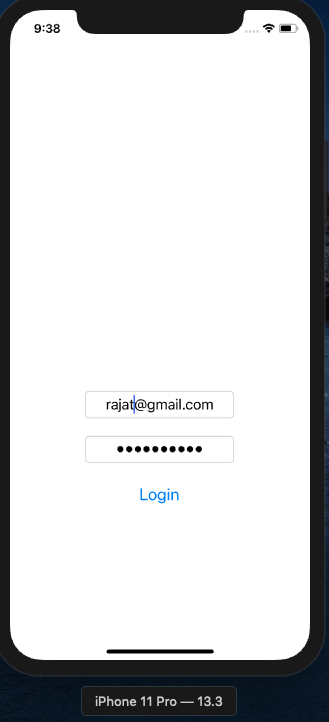 9:38
rajat@gmail.com
●●●●●●●●●●
Login
iPhone 11 Pro — 13.3